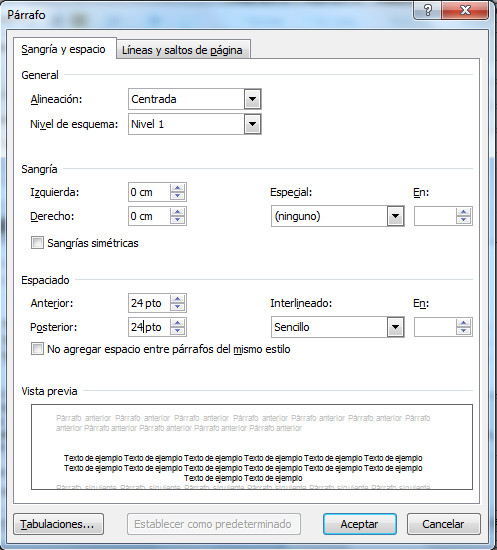 Párrafo
Sangría y espacio Líneas y saltos de página
General
Alineación: Centrada
Nivel de esquema: Nivel 1
Sangría
Izquierda: 0 cm Especial: En:
Derecho: 0 cm (ninguno)
Sangrías simétricas
Espaciado
Anterior: 24 pto Interlineado: En:
Posterior: 24 pto Sencillo
No agregar espacio entre párrafos del mismo estilo
Vista previa
Párrafo anterior Párrafo anterior Párrafo anterior Párrafo anterior Párrafo anterior Párrafo
anterior Párrafo anterior Párrafo anterior Párrafo anterior Párrafo anterior
Texto de ejemplo Texto de ejemplo Texto de ejemplo Texto de ejemplo Texto de ejemplo Texto de ejemplo
Texto de ejemplo Texto de ejemplo Texto de ejemplo Texto de ejemplo Texto de ejemplo Texto de ejemplo
Texto de ejemplo Texto de ejemplo
Párrafo siguiente Párrafo siguiente Párrafo siguiente Párrafo siguiente Párrafo siguiente Párrafo
Tabulaciones... Establecer como predeterminado Aceptar Cancelar